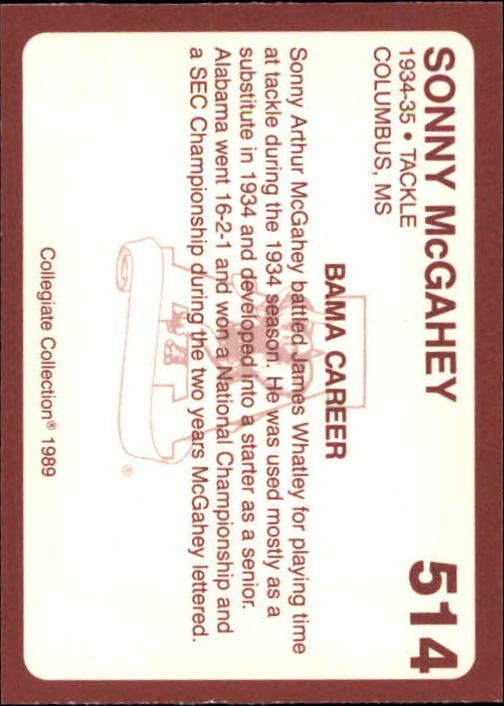 SONNY McGAHEY 514
1934-35 • TACKLE
COLUMBUS, MS
BAMA CAREER
Sonny Arthur McGahey battled James Whatley for playing time
at tackle during the 1934 season. He was used mostly as a
substitute in 1934 and developed into a starter as a senior.
Alabama went 16-2-1 and won a National Championship and
a SEC Championship during the two years McGahey lettered.
®
Collegiate Collection® 1989